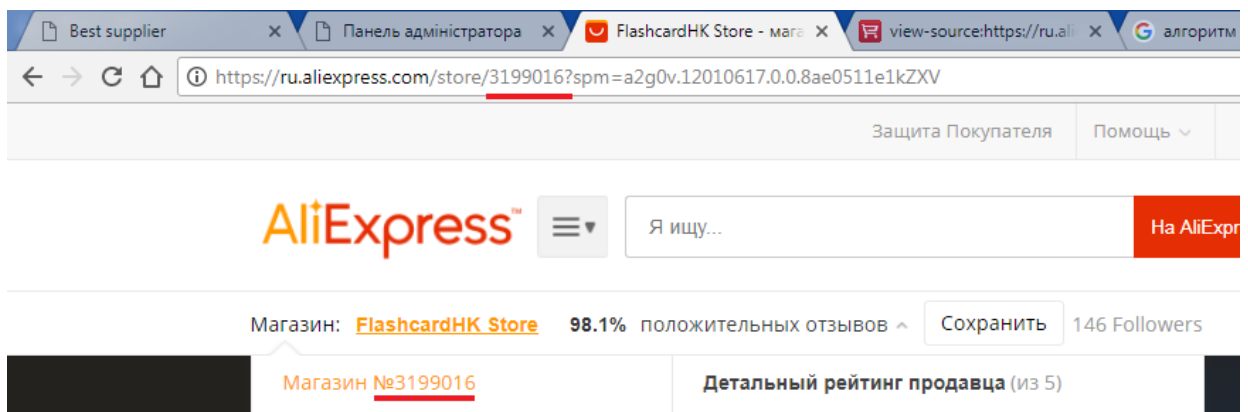 Best supplier Панель адміністратора FlashcardHK Store - мага view-source:https://ru.ali алгоритм
https://ru.aliexpress.com/store/3199016?spm=a2g0v.12010617.0.0.8ae0511e1kZXV
Защита Покупателя Помощь
AliExpress™ Я ищу... На AliExpr
Магазин: FlashcardHK Store 98.1% положительных отзывов Сохранить 146 Followers
Магазин №3199016 Детальный рейтинг продавца (из 5)